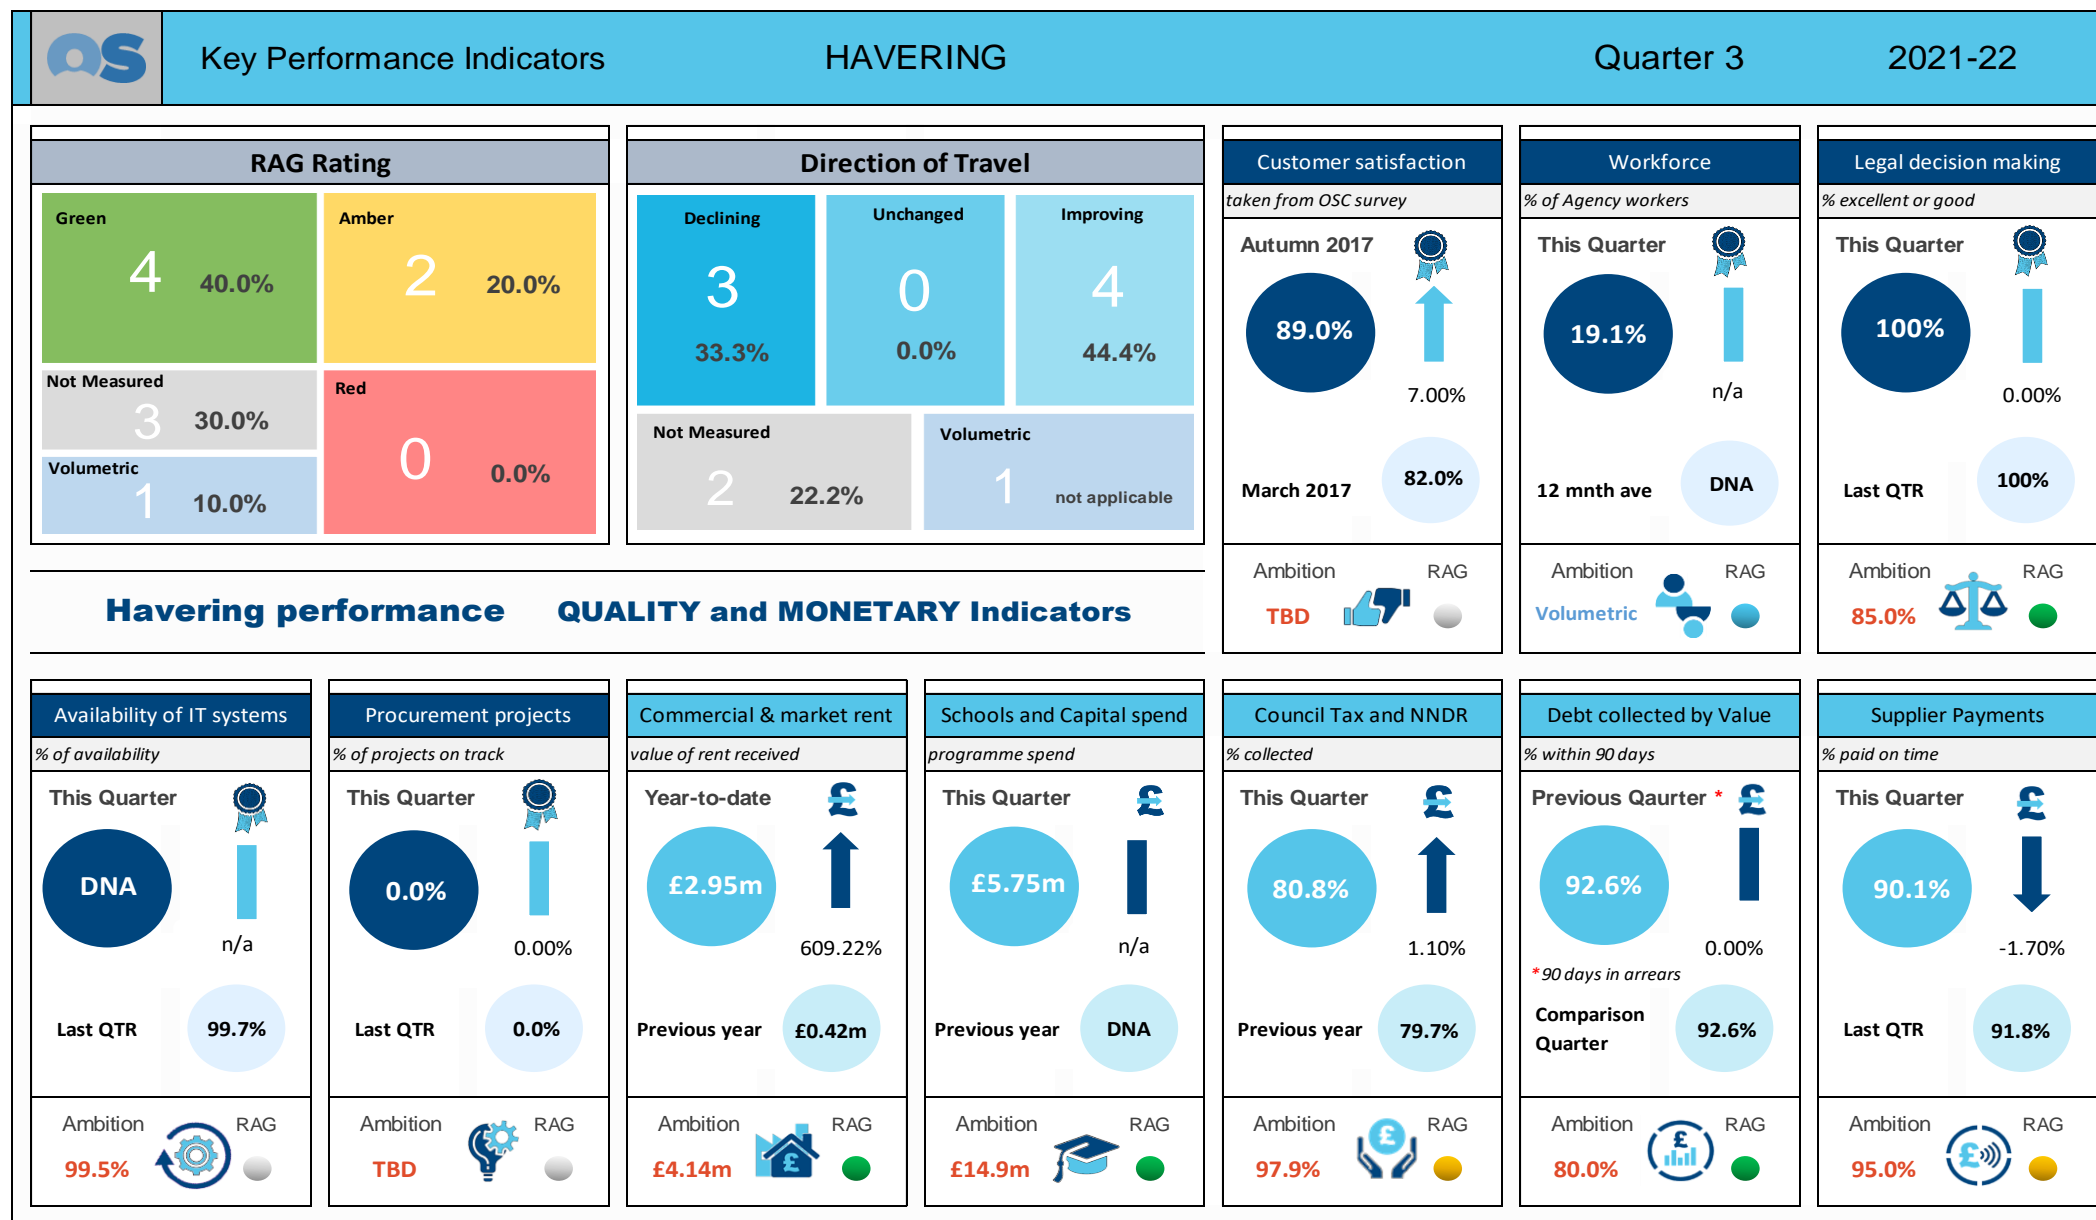 OS
Key Performance Indicators HAVERING Quarter 3 2021-22
RAG Rating
Green
4 40.0%
Amber
2 20.0%
Not Measured
3 30.0%
Red
0 0.0%
Volumetric
1 10.0%
Direction of Travel
Declining
3
33.3%
Unchanged
0
0.0%
Improving
4
44.4%
Not Measured
2 22.2%
Volumetric
1 not applicable
Customer satisfaction
taken from OSC survey
Autumn 2017
89.0%
7.00%
March 2017 82.0%
Ambition RAG
TBD
Workforce
% of Agency workers
This Quarter
19.1%
n/a
12 mnth ave DNA
Ambition RAG
Volumetric
Legal decision making
% excellent or good
This Quarter
100%
0.00%
Last QTR 100%
Ambition RAG
85.0%
Havering performance QUALITY and MONETARY Indicators
Availability of IT systems
% of availability
This Quarter
DNA
n/a
Last QTR 99.7%
Ambition RAG
99.5%
Procurement projects
% of projects on track
This Quarter
0.0%
0.00%
Last QTR 0.0%
Ambition RAG
TBD
Commercial & market rent
value of rent received
Year-to-date £
£2.95m
609.22%
Previous year £0.42m
Ambition RAG
£4.14m £
Schools and Capital spend
programme spend
This Quarter £
£5.75m
n/a
Previous year DNA
Ambition RAG
£14.9m
Council Tax and NNDR
% collected
This Quarter £
80.8%
1.10%
Previous year 79.7%
Ambition £ RAG
97.9%
Debt collected by Value
% within 90 days
Previous Qaurter * £
92.6%
0.00%
*90 days in arrears
Comparison
Quarter 92.6%
Ambition £ RAG
80.0%
Supplier Payments
% paid on time
This Quarter £
90.1%
-1.70%
Last QTR 91.8%
Ambition RAG
95.0% £